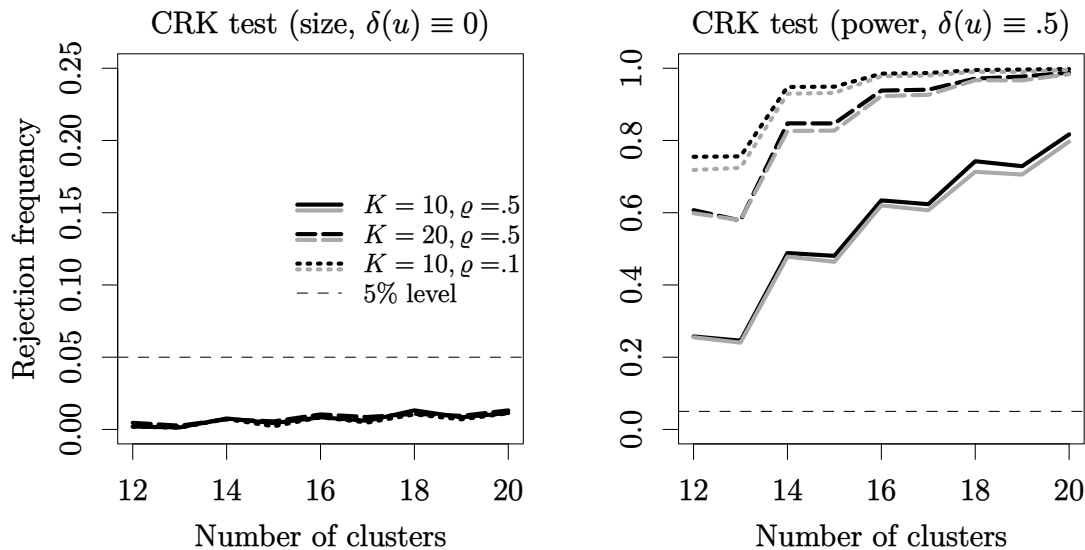 CRK test (size, δ(u) ≡ 0)
Rejection frequency
0.25
0.20
0.15
0.10
0.05
0.00
K = 10, ϱ =.5
K = 20, ϱ =.5
K = 10, ϱ =.1
5% level
12 14 16 18 20
Number of clusters
CRK test (power, δ(u) ≡ .5)
1.0
0.8
0.6
0.4
0.2
0.0
12 14 16 18 20
Number of clusters